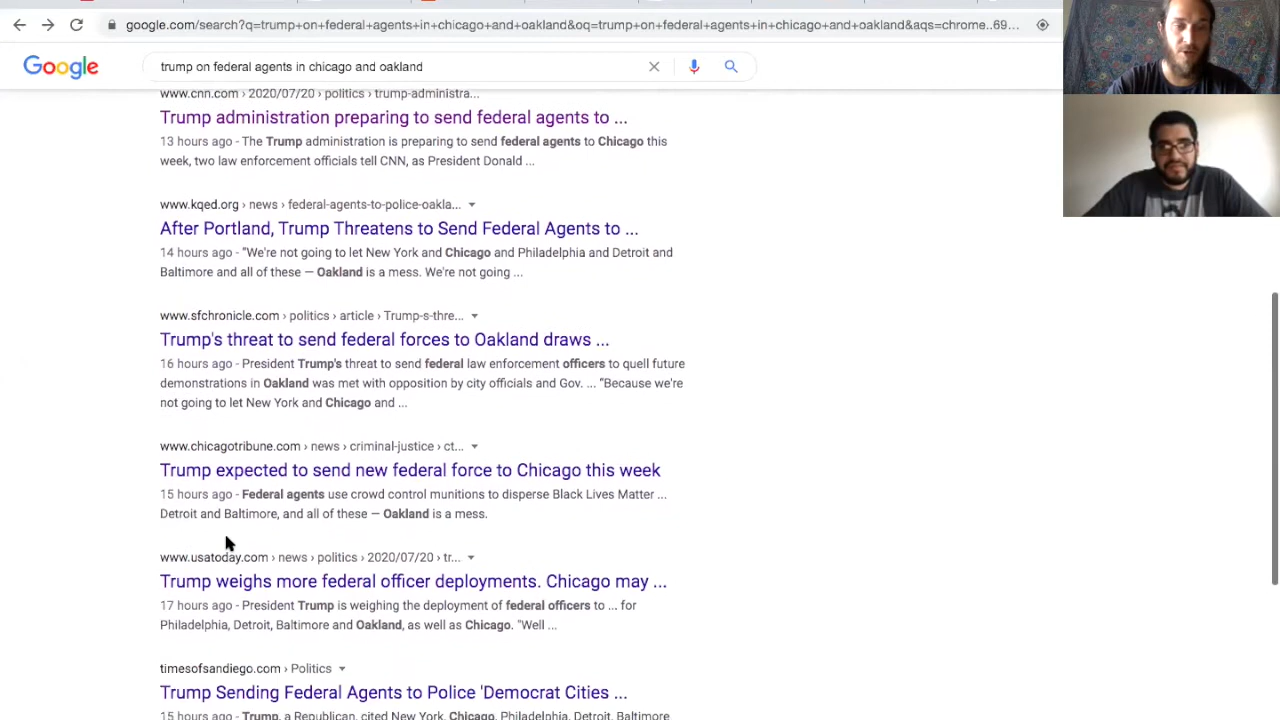 google.com/search?q=trump+on+federal+agents+in+chicago+and+oakland&oq=trump+on+federal+agents+in+chicago+and+oakland&aqs=chrome..69...
Google
trump on federal agents in chicago and oakland
www.cnn.com › 2020/07/20 › politics › trump-administra...
Trump administration preparing to send federal agents to ...
13 hours ago - The Trump administration is preparing to send federal agents to Chicago this
week, two law enforcement officials tell CNN, as President Donald ...
www.kqed.org › news › federal-agents-to-police-oakla...
After Portland, Trump Threatens to Send Federal Agents to ...
14 hours ago - “We're not going to let New York and Chicago and Philadelphia and Detroit and
Baltimore and all of these — Oakland is a mess. We're not going ...
www.sfchronicle.com › politics › article › Trump-s-thre...
Trump's threat to send federal forces to Oakland draws ...
16 hours ago - President Trump's threat to send federal law enforcement officers to quell future
demonstrations in Oakland was met with opposition by city officials and Gov. ... “Because we're
not going to let New York and Chicago and ...
www.chicagotribune.com › news › criminal-justice › ct...
Trump expected to send new federal force to Chicago this week
15 hours ago - Federal agents use crowd control munitions to disperse Black Lives Matter ...
Detroit and Baltimore, and all of these — Oakland is a mess.
www.usatoday.com › news › politics › 2020/07/20 › tr...
Trump weighs more federal officer deployments. Chicago may ...
17 hours ago - President Trump is weighing the deployment of federal officers to ... for
Philadelphia, Detroit, Baltimore and Oakland, as well as Chicago. “Well ...
timesofsandiego.com › Politics
Trump Sending Federal Agents to Police 'Democrat Cities ...
15 hours ago - Trump, a Republican, cited New York, Chicago, Philadelphia, Detroit, Baltimore